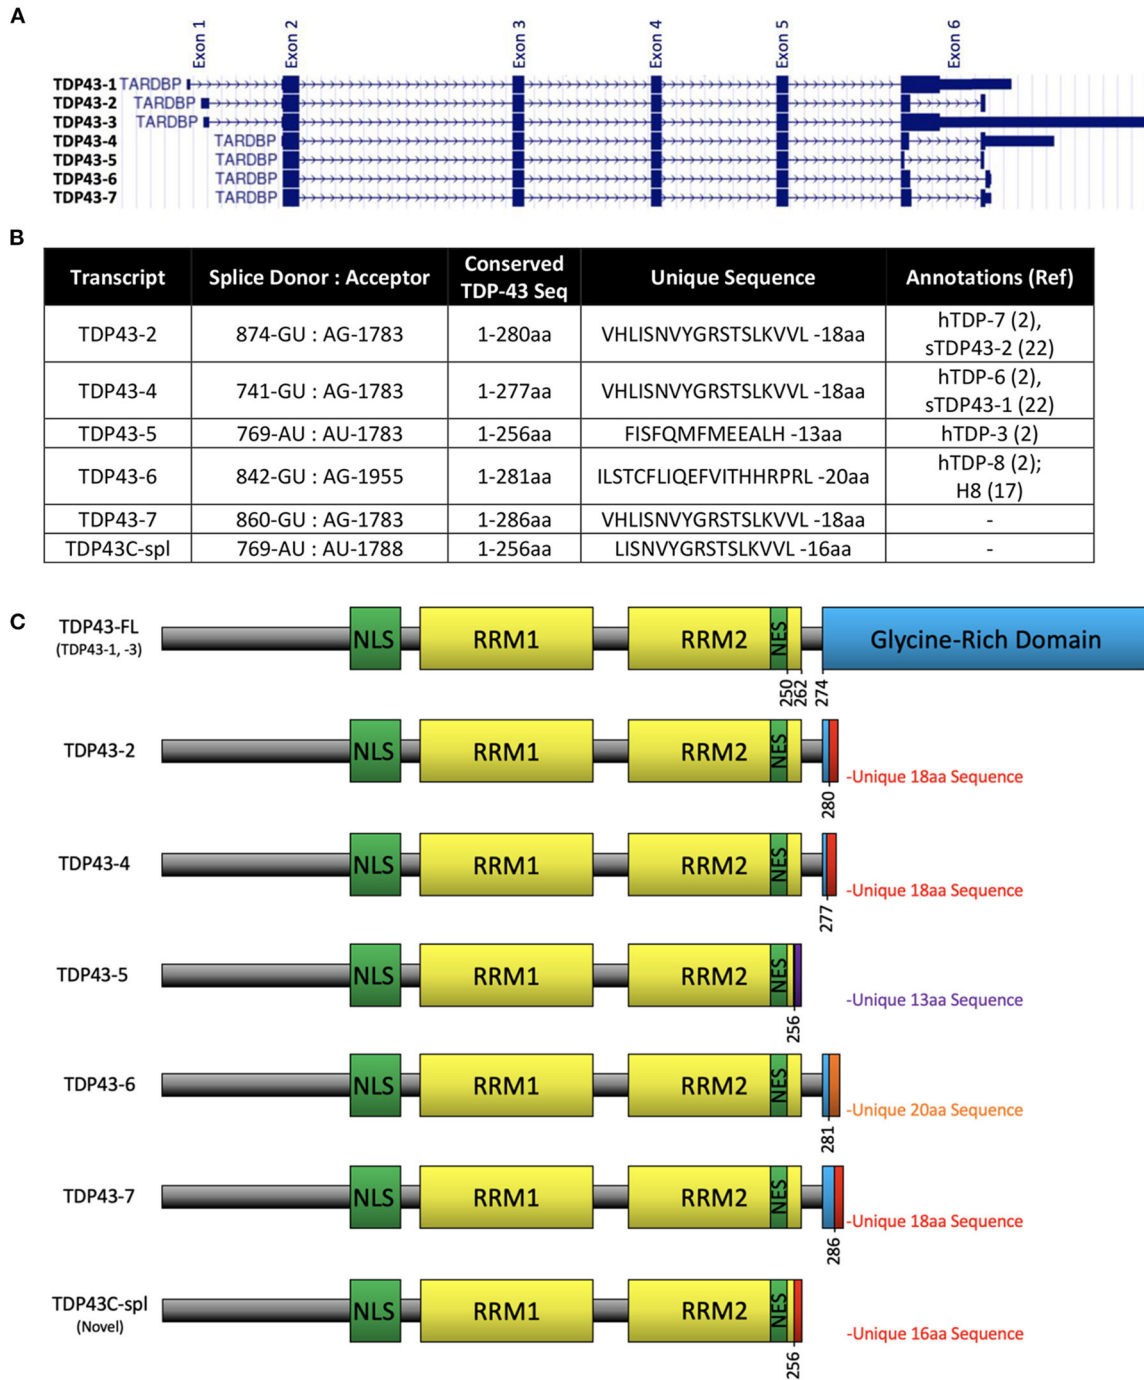 A
Exon 1
Exon 2
Exon 3
Exon 4
Exon 5
Exon 6
TDP43-1 TARDBP
TDP43-2 TARDBP
TDP43-3 TARDBP
TDP43-4 TARDBP
TDP43-5 TARDBP
TDP43-6 TARDBP
TDP43-7 TARDBP
B
Transcript Splice Donor : Acceptor Conserved TDP-43 Seq Unique Sequence Annotations (Ref)
TDP43-2 874-GU : AG-1783 1-280aa VHLISNVYGRSTSLKVVL -18aa hTDP-7 (2), sTDP43-2 (22)
TDP43-4 741-GU : AG-1783 1-277aa VHLISNVYGRSTSLKVVL -18aa hTDP-6 (2), sTDP43-1 (22)
TDP43-5 769-AU : AU-1783 1-256aa FISFQMFMEEALH -13aa hTDP-3 (2)
TDP43-6 842-GU : AG-1955 1-281aa ILSTCFLIQEFVITHHRPRL -20aa hTDP-8 (2); H8 (17)
TDP43-7 860-GU : AG-1783 1-286aa VHLISNVYGRSTSLKVVL -18aa -
TDP43C-spl 769-AU : AU-1788 1-256aa LISNVYGRSTSLKVVL -16aa -
C
TDP43-FL
(TDP43-1, -3)
NLS RRM1 RRM2 NES Glycine-Rich Domain
250 262 274
TDP43-2 NLS RRM1 RRM2 NES
-Unique 18aa Sequence
280
TDP43-4 NLS RRM1 RRM2 NES
-Unique 18aa Sequence
277
TDP43-5 NLS RRM1 RRM2 NES
-Unique 13aa Sequence
256
TDP43-6 NLS RRM1 RRM2 NES
-Unique 20aa Sequence
281
TDP43-7 NLS RRM1 RRM2 NES
-Unique 18aa Sequence
286
TDP43C-spl
(Novel)
NLS RRM1 RRM2 NES
-Unique 16aa Sequence
256